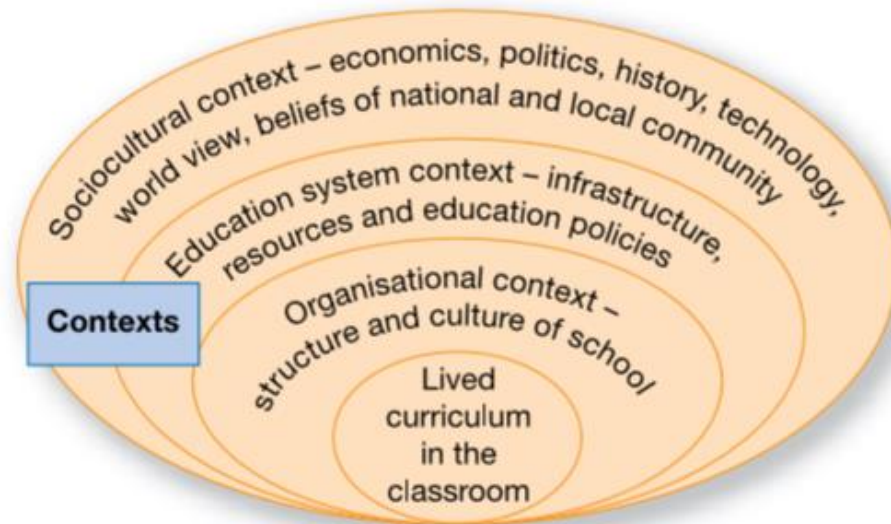 Sociocultural context – economics, politics, history, technology,
world view, beliefs of national and local community
Education system context – infrastructure,
resources and education policies
Contexts
Organisational context –
structure and culture of school
Lived
curriculum
in the
classroom